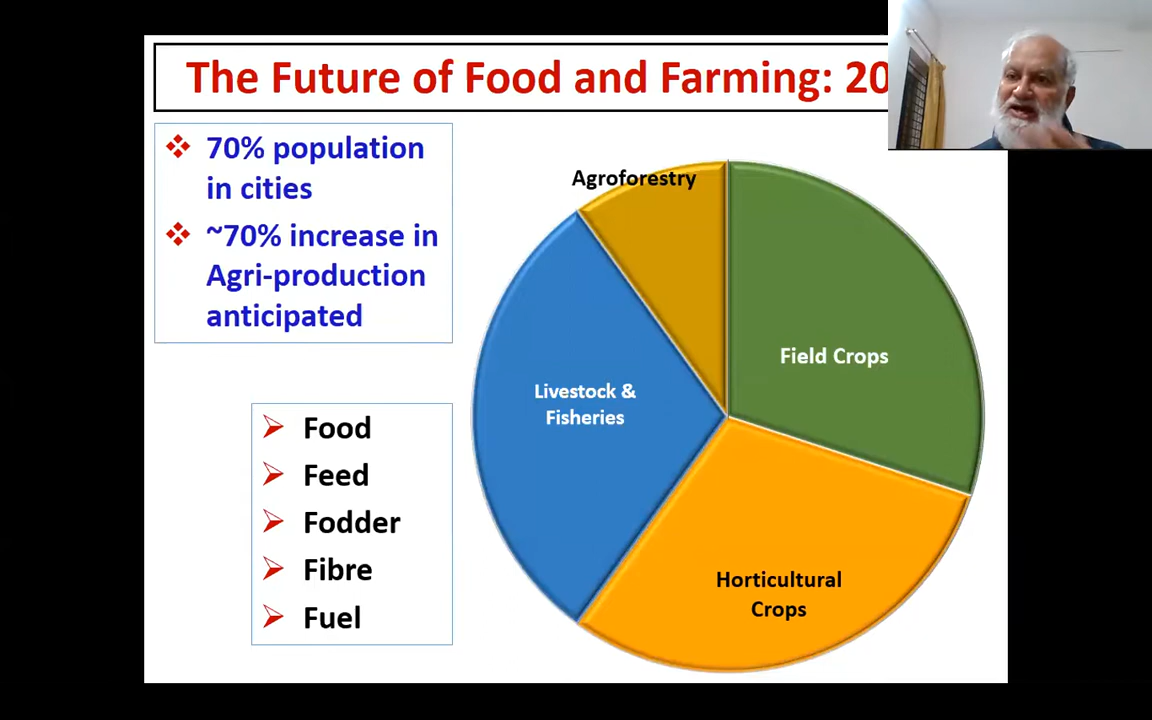 The Future of Food and Farming: 20
70% population
in cities
~70% increase in
Agri-production
anticipated
Food
Feed
Fodder
Fibre
Fuel
Agroforestry
Field Crops
Livestock &
Fisheries
Horticultural
Crops